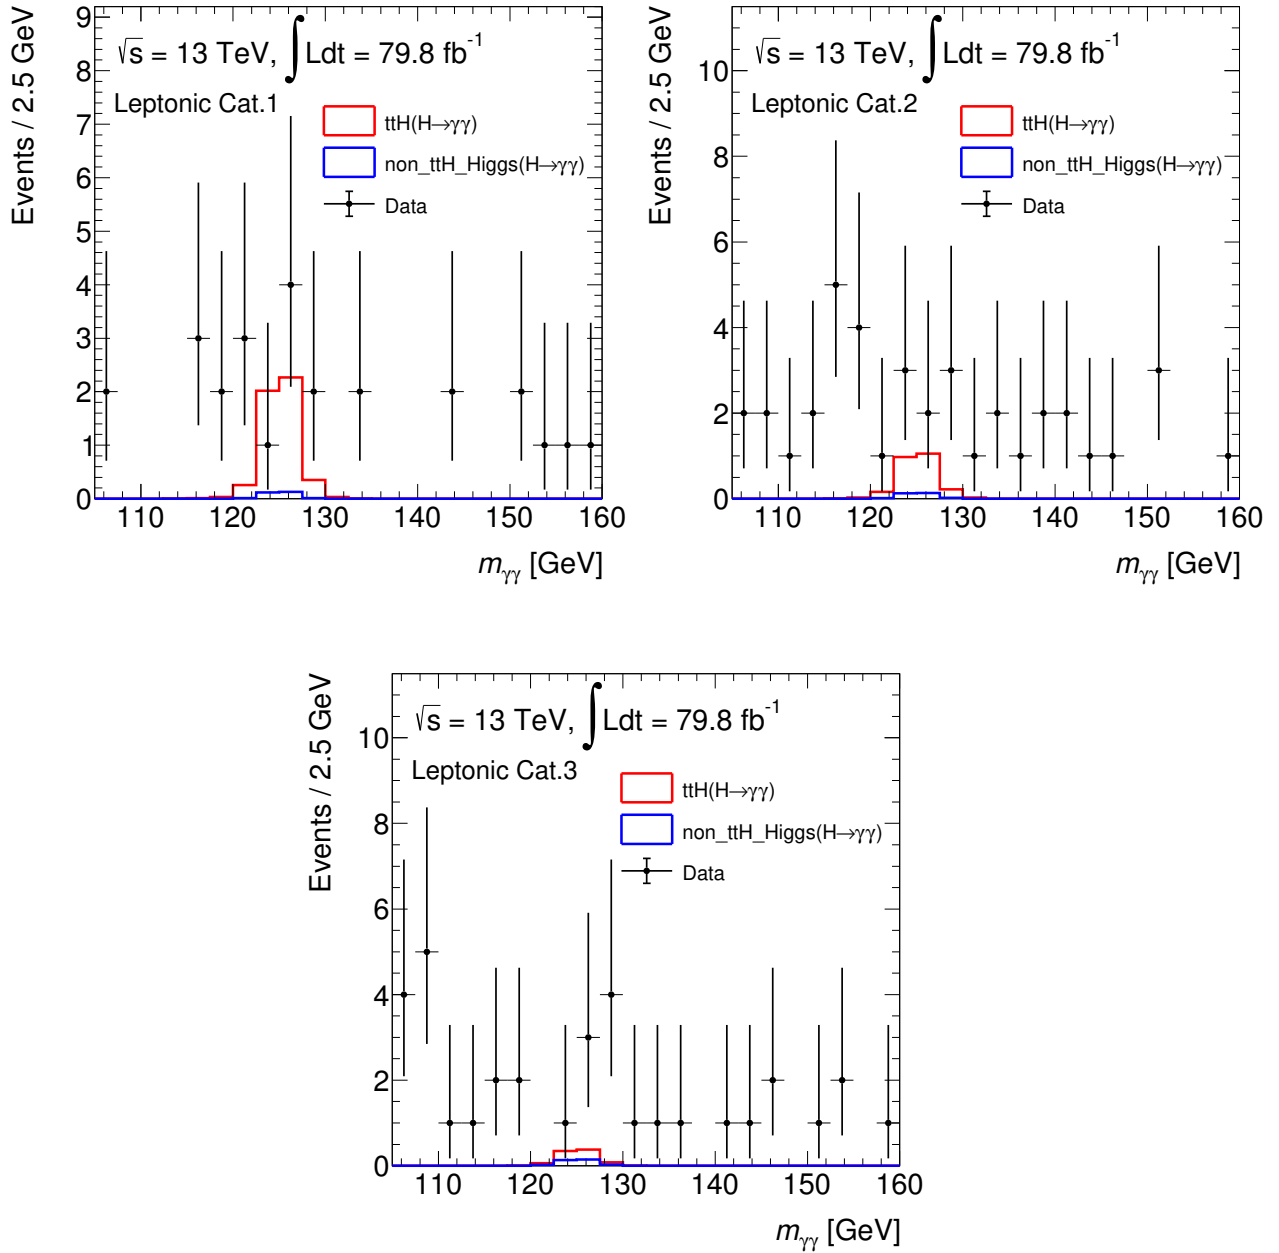 Events / 2.5 GeV
9
8
7
6
5
4
3
2
1
0
√s = 13 TeV, ∫Ldt = 79.8 fb⁻¹
Leptonic Cat.1
ttH(H→γγ)
non_ttH_Higgs(H→γγ)
Data
110 120 130 140 150 160
mγγ [GeV]
Events / 2.5 GeV
10
8
6
4
2
0
√s = 13 TeV, ∫Ldt = 79.8 fb⁻¹
Leptonic Cat.2
ttH(H→γγ)
non_ttH_Higgs(H→γγ)
Data
110 120 130 140 150 160
mγγ [GeV]
Events / 2.5 GeV
10
8
6
4
2
0
√s = 13 TeV, ∫Ldt = 79.8 fb⁻¹
Leptonic Cat.3
ttH(H→γγ)
non_ttH_Higgs(H→γγ)
Data
110 120 130 140 150 160
mγγ [GeV]